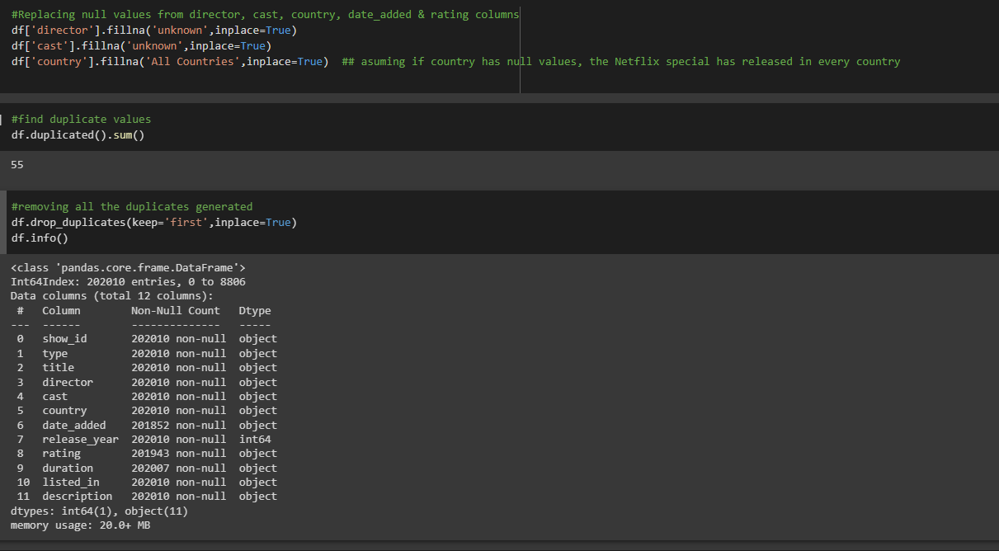 #Replacing null values from director, cast, country, date_added & rating columns
df['director'].fillna('unknown',inplace=True)
df['cast'].fillna('unknown',inplace=True)
df['country'].fillna('All Countries',inplace=True)  ## asuming if country has null values, the Netflix special has released in every country
#find duplicate values
df.duplicated().sum()
55
#removing all the duplicates generated
df.drop_duplicates(keep='first',inplace=True)
df.info()
<class 'pandas.core.frame.DataFrame'>
Int64Index: 202010 entries, 0 to 8806
Data columns (total 12 columns):
 #   Column        Non-Null Count   Dtype
---  ------        --------------   -----
 0   show_id       202010 non-null  object
 1   type          202010 non-null  object
 2   title         202010 non-null  object
 3   director      202010 non-null  object
 4   cast          202010 non-null  object
 5   country       202010 non-null  object
 6   date_added    201852 non-null  object
 7   release_year  202010 non-null  int64
 8   rating        201943 non-null  object
 9   duration      202007 non-null  object
 10  listed_in     202010 non-null  object
 11  description   202010 non-null  object
dtypes: int64(1), object(11)
memory usage: 20.0+ MB